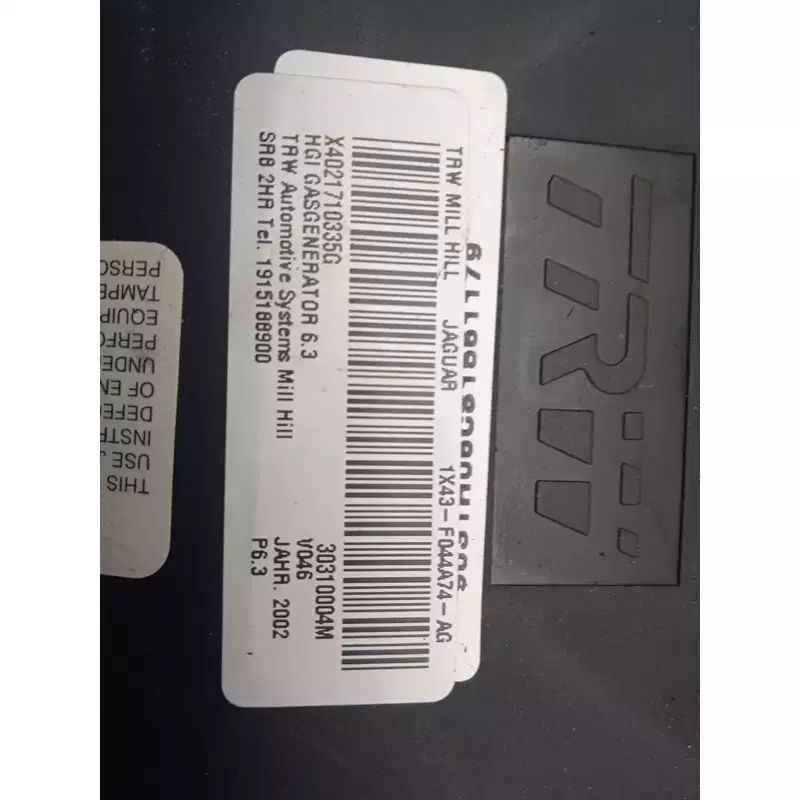 TRW MILL HILL JAGUAR 1X43-F044A74-AG
X4021710335G 30310004M
HGI GASGENERATOR 6.3 V046
TRW Automotive Systems Mill Hill JAHR. 2002
SR8 2HR Tel. 1915188900 P6.3
TRW
THIS
USE
INSTR
DEFE
OF EN
UNDE
PERFO
EQUIP
TAMPE
PERSO